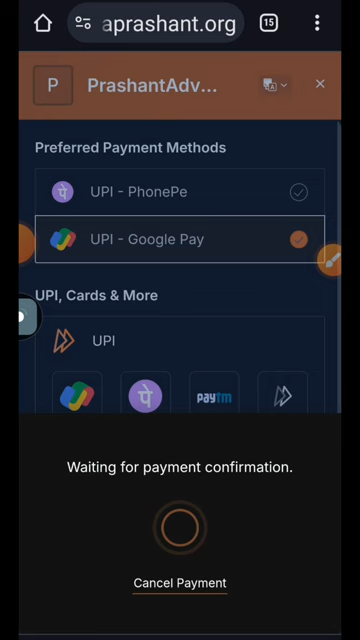 aprashant.org
15
P
PrashantAdv...
Preferred Payment Methods
UPI - PhonePe
UPI - Google Pay
UPI, Cards & More
UPI
पे
paytm
Waiting for payment confirmation.
Cancel Payment